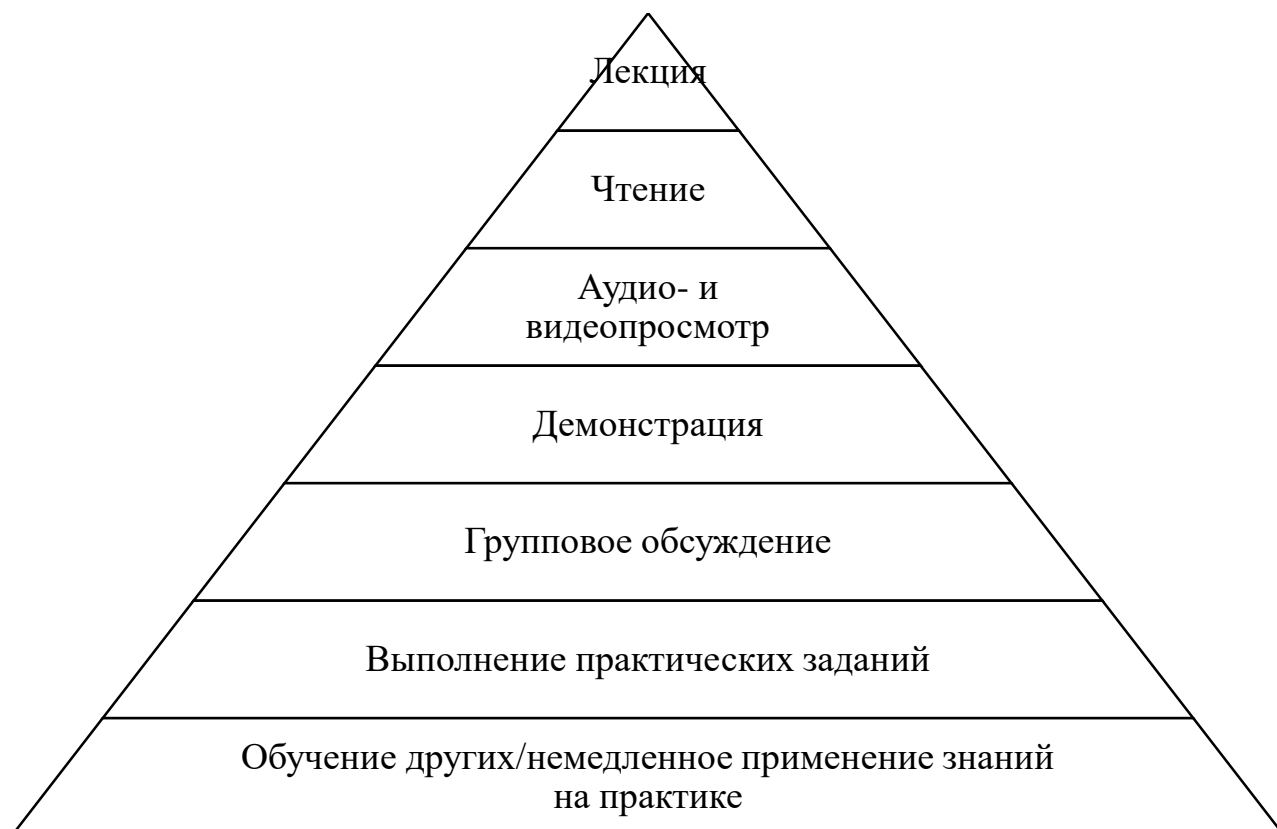 Лекция
Чтение
Аудио- и
видеопросмотр
Демонстрация
Групповое обсуждение
Выполнение практических заданий
Обучение других/немедленное применение знаний
на практике